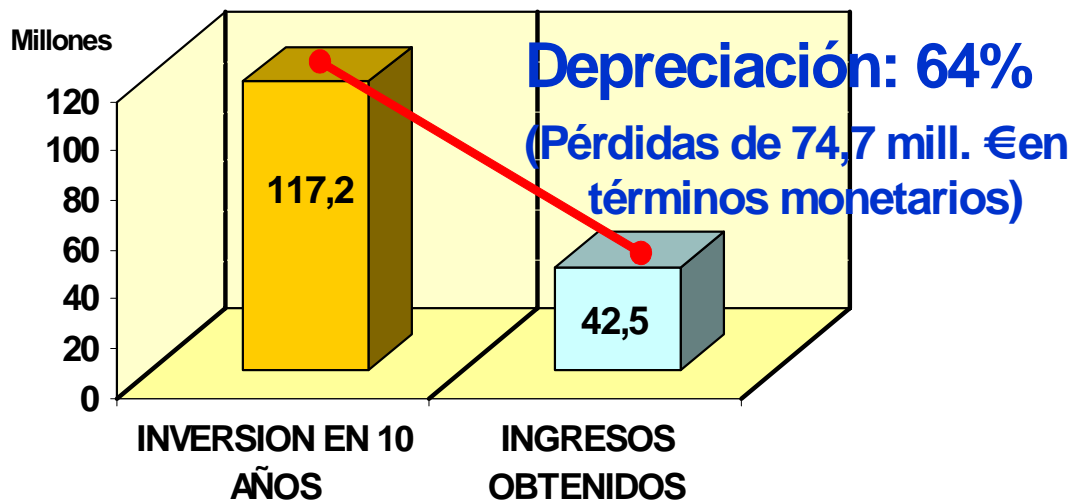 Millones
Depreciación: 64%
(Pérdidas de 74,7 mill. €en
términos monetarios)
120
100
80
60
40
20
0
117,2
42,5
INVERSION EN 10
AÑOS
INGRESOS
OBTENIDOS